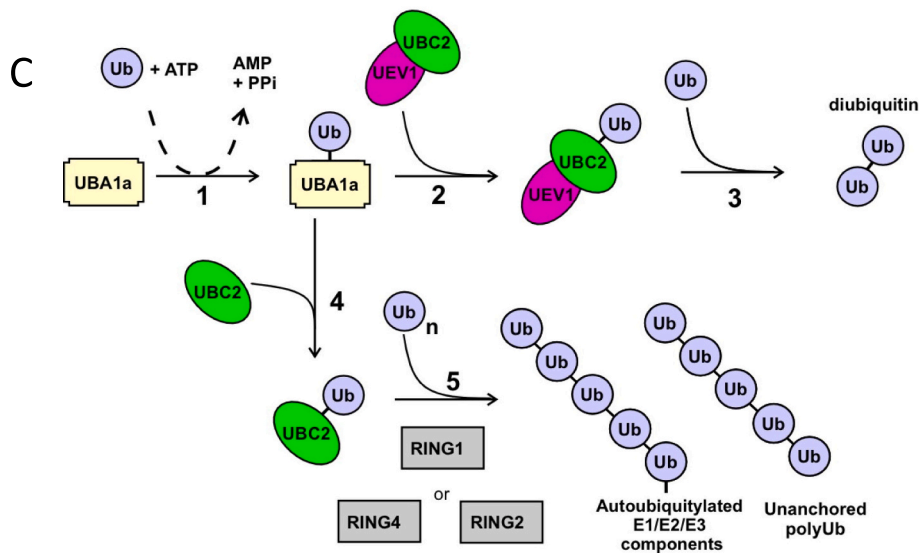 C
Ub + ATP
AMP
+ PPi
UBC2
UEV1
Ub
diubiquitin
Ub
Ub
UBC2
Ub
UBA1a
1
UBA1a
2
UEV1
3
Ub
UBC2
4
Ub n
Ub
Ub
Ub
Ub
Ub
Ub
UBC2
5
Ub
Ub
Ub
Ub
RING1
Ub
Ub
or
RING4
RING2
Autoubiquitylated
E1/E2/E3
components
Unanchored
polyUb